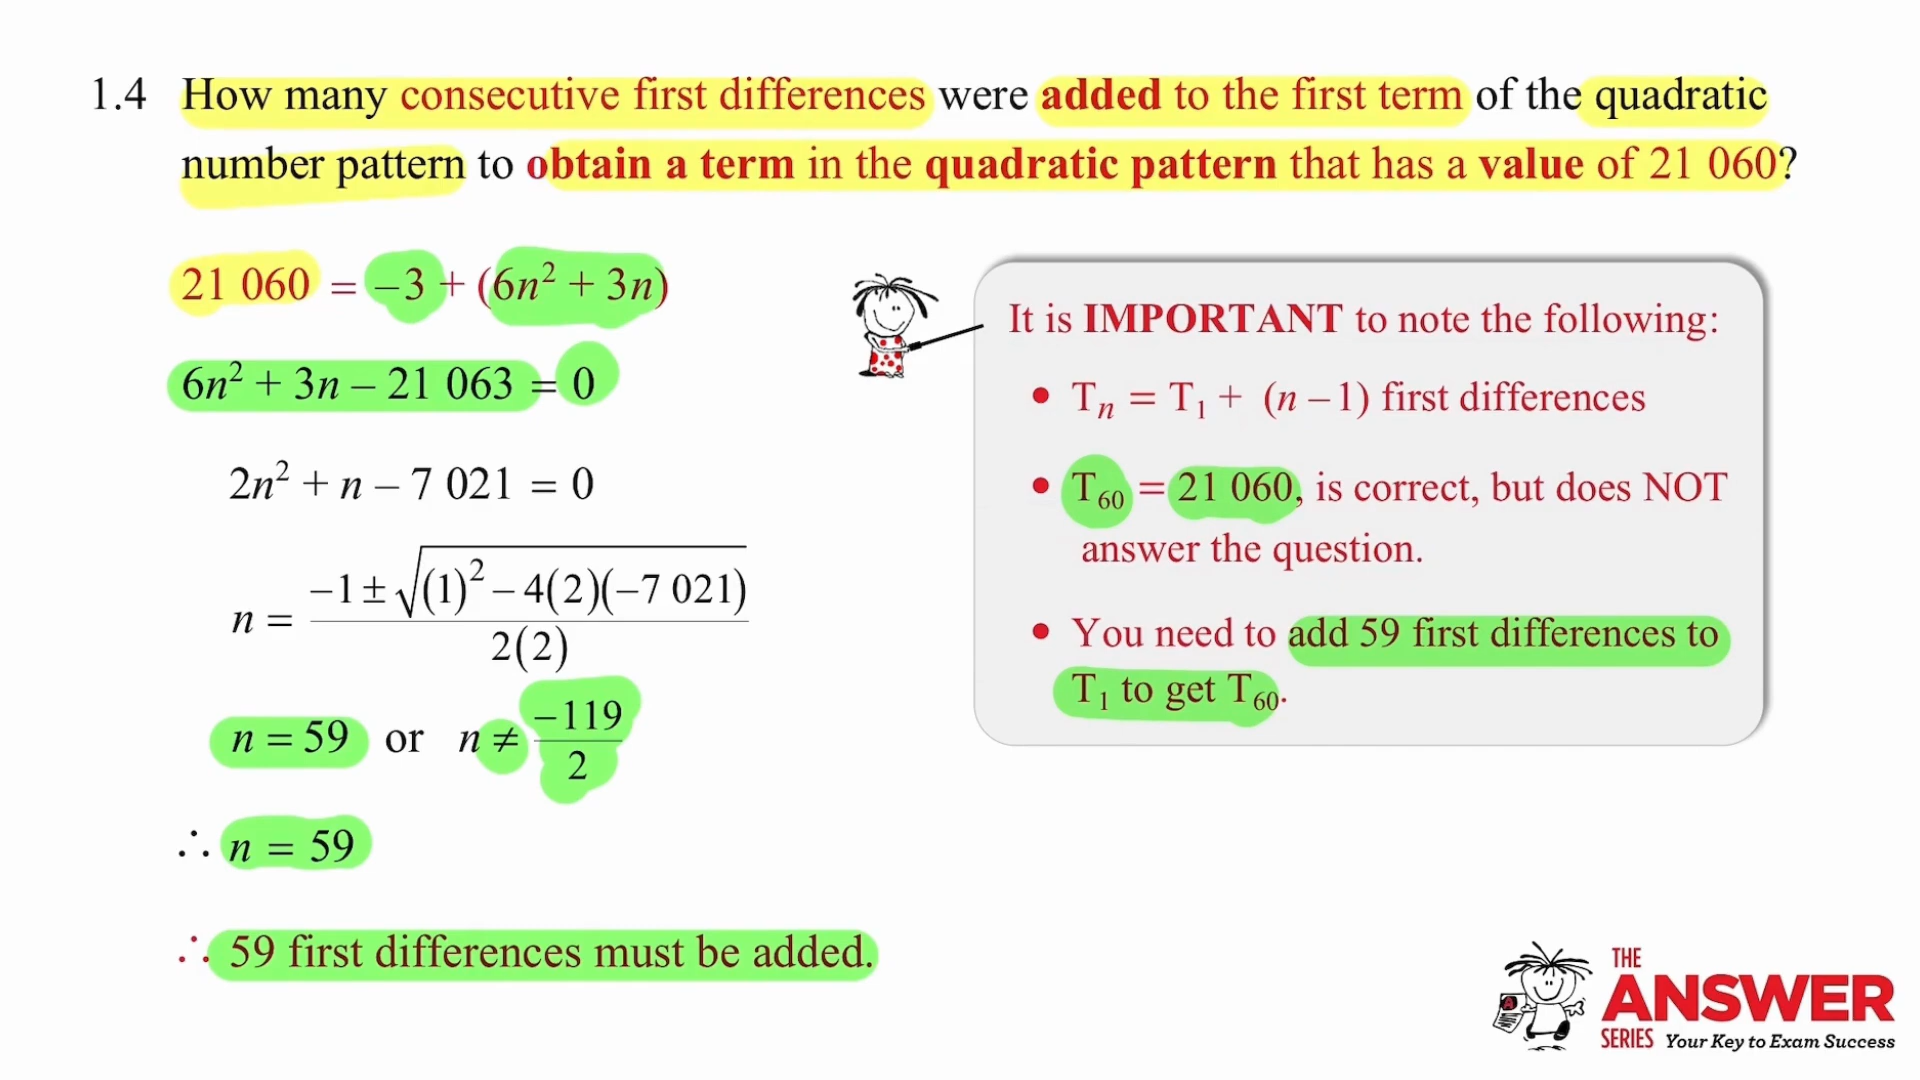 1.4 How many consecutive first differences were added to the first term of the quadratic
number pattern to obtain a term in the quadratic pattern that has a value of 21 060?
21 060 = −3 + (6n² + 3n)
6n² + 3n − 21 063 = 0
2n² + n − 7 021 = 0
n = (−1 ± √((1)² − 4(2)(−7 021))) / 2(2)
n = 59 or n ≠ −119/2
∴ n = 59
∴ 59 first differences must be added.
It is IMPORTANT to note the following:
• Tₙ = T₁ + (n − 1) first differences
• T₆₀ = 21 060, is correct, but does NOT
answer the question.
• You need to add 59 first differences to
T₁ to get T₆₀.
THE
ANSWER
SERIES Your Key to Exam Success